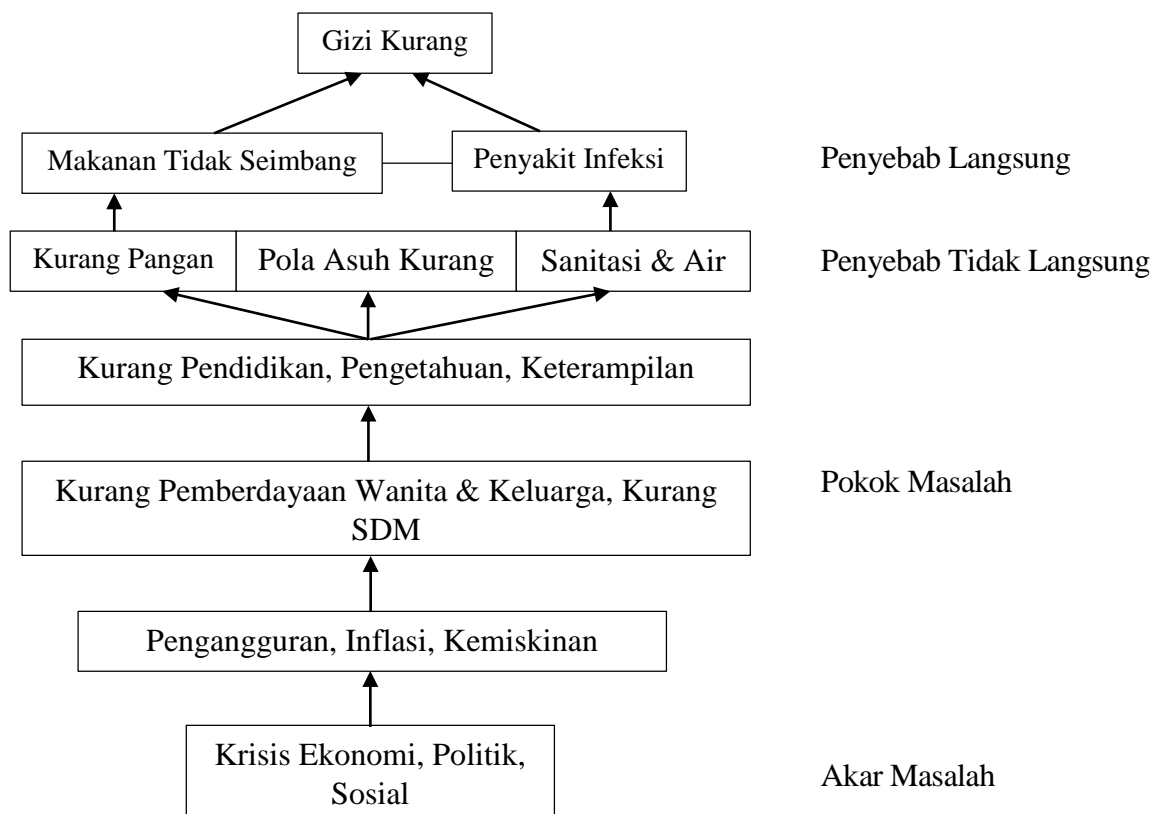 Gizi Kurang
Makanan Tidak Seimbang
Penyakit Infeksi
Penyebab Langsung
Kurang Pangan
Pola Asuh Kurang
Sanitasi & Air
Penyebab Tidak Langsung
Kurang Pendidikan, Pengetahuan, Keterampilan
Kurang Pemberdayaan Wanita & Keluarga, Kurang
SDM
Pokok Masalah
Pengangguran, Inflasi, Kemiskinan
Krisis Ekonomi, Politik,
Sosial
Akar Masalah